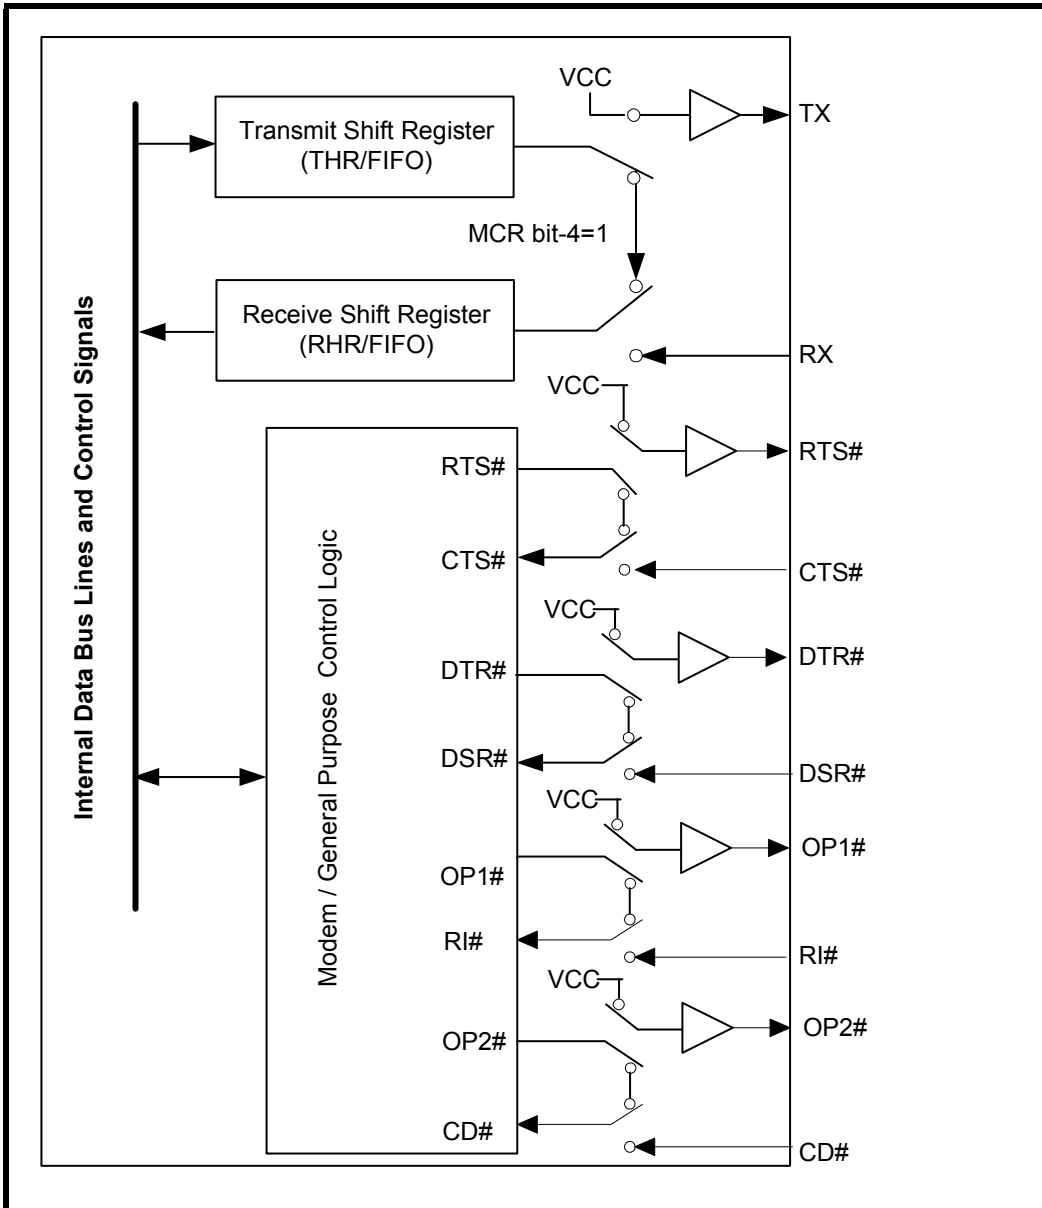 VCC
TX
Transmit Shift Register
(THR/FIFO)
MCR bit-4=1
Receive Shift Register
(RHR/FIFO)
RX
VCC
RTS#
RTS#
CTS#
CTS#
VCC
DTR#
DTR#
DSR#
DSR#
VCC
OP1#
OP1#
RI#
RI#
VCC
OP2#
OP2#
CD#
CD#
Internal Data Bus Lines and Control Signals
Modem / General Purpose Control Logic